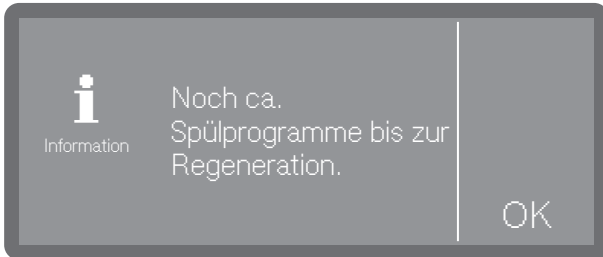 Information
Noch ca.
Spülprogramme bis zur
Regeneration.
OK